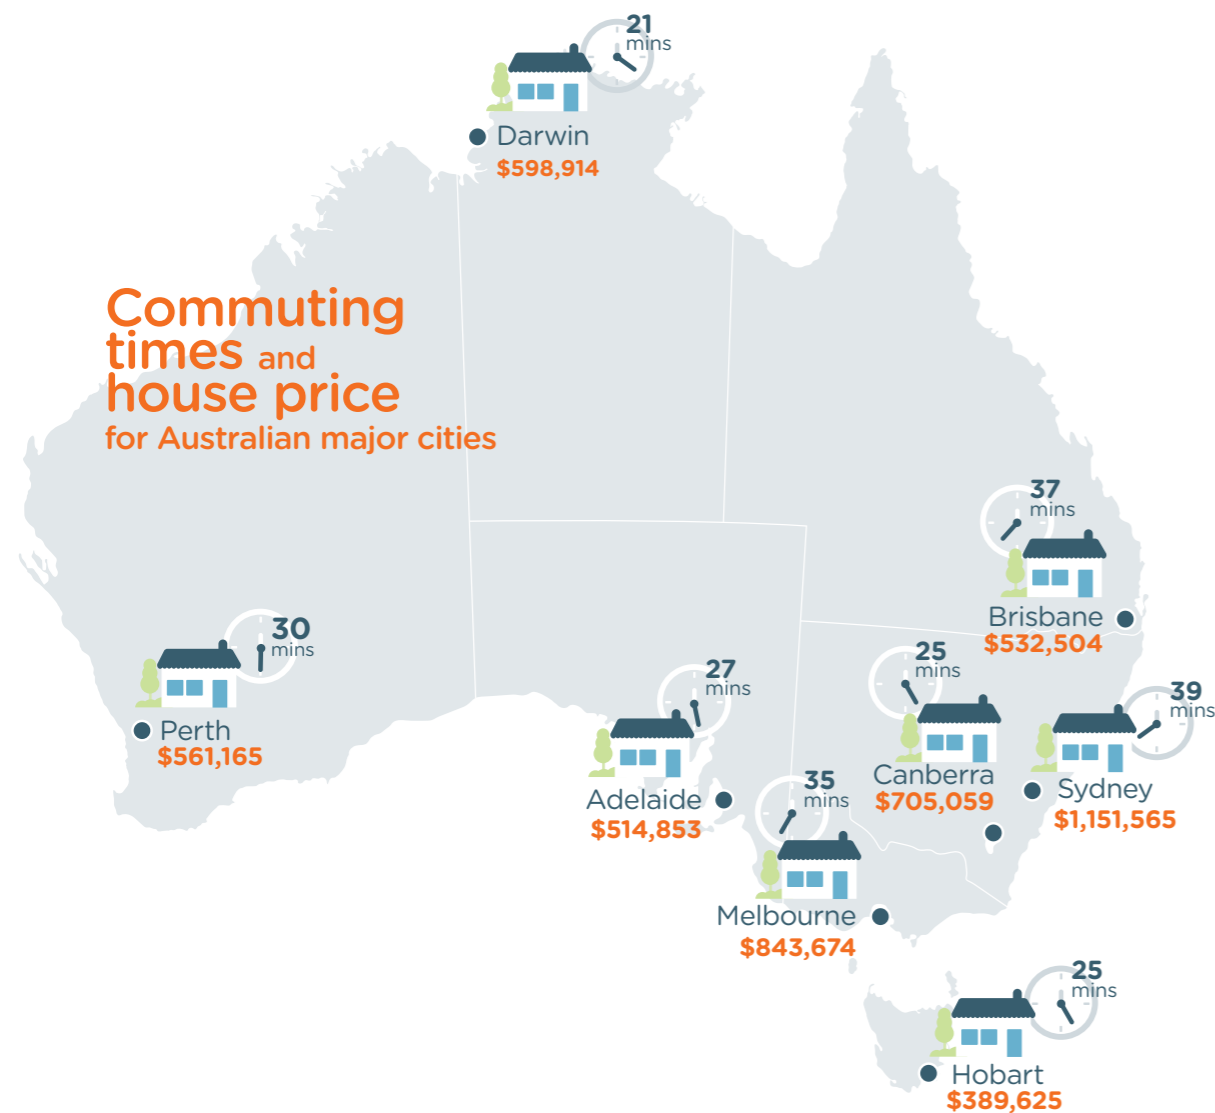 21
mins
Darwin
$598,914
Commuting
times and
house price
for Australian major cities
37
mins
Brisbane
$532,504
30
mins
Perth
$561,165
27
mins
Adelaide
$514,853
25
mins
Canberra
$705,059
39
mins
Sydney
$1,151,565
35
mins
Melbourne
$843,674
25
mins
Hobart
$389,625